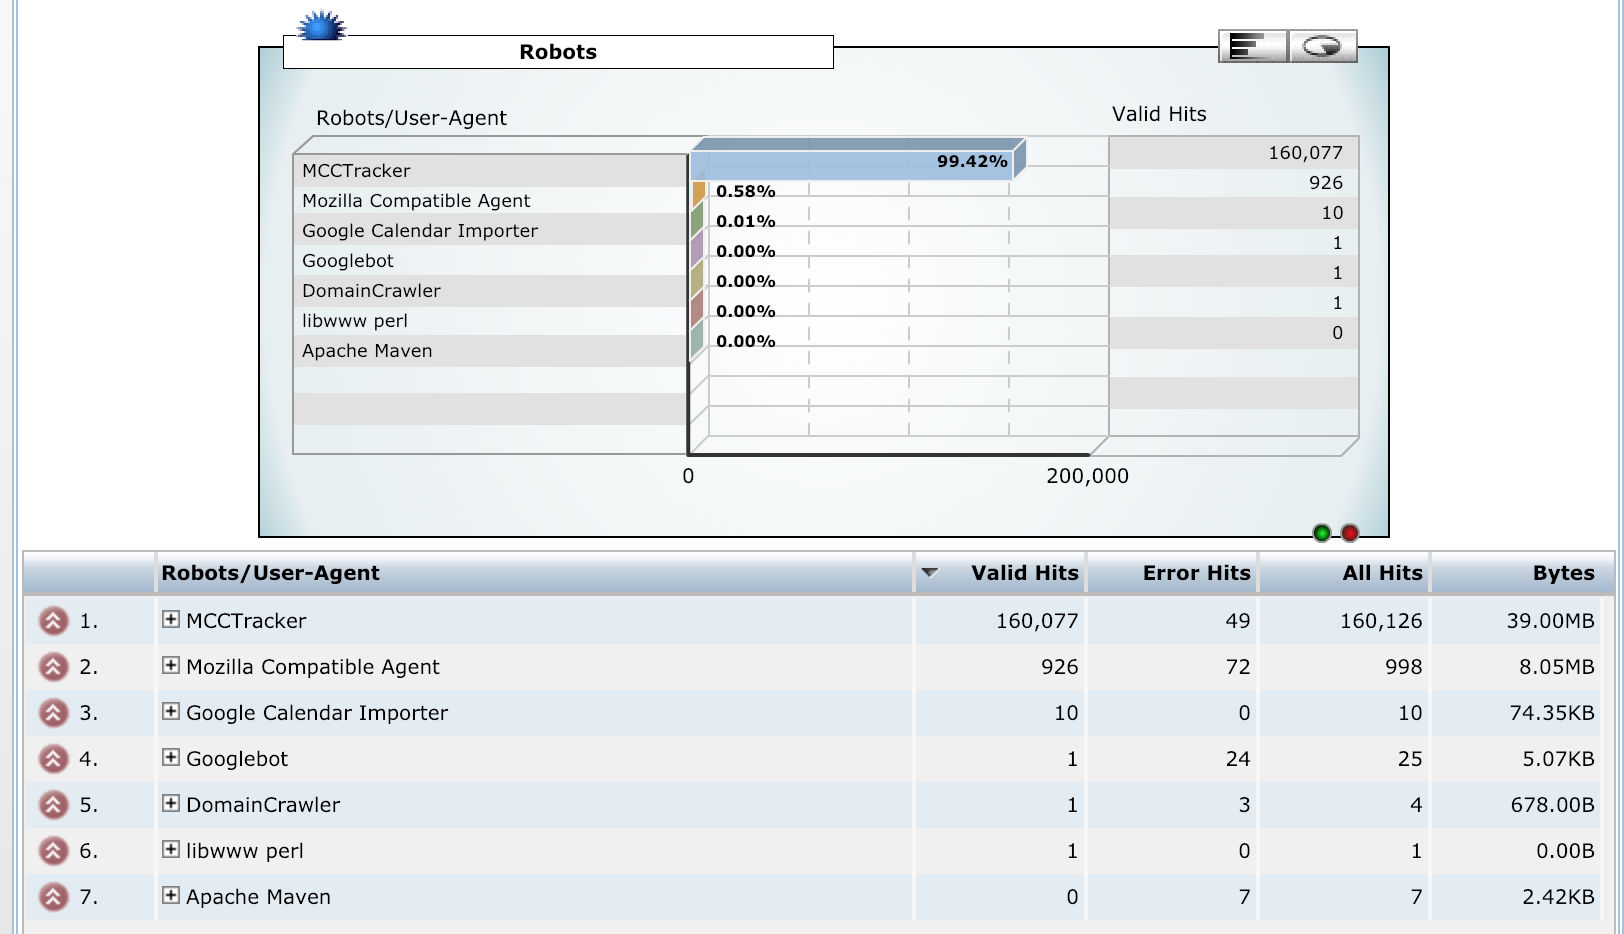 Robots
Robots/User-Agent Valid Hits
MCCTracker 99.42% 160,077
Mozilla Compatible Agent 0.58% 926
Google Calendar Importer 0.01% 10
Googlebot 0.00% 1
DomainCrawler 0.00% 1
libwww perl 0.00% 1
Apache Maven 0.00% 0
0 200,000
Robots/User-Agent Valid Hits Error Hits All Hits Bytes
1. MCCTracker 160,077 49 160,126 39.00MB
2. Mozilla Compatible Agent 926 72 998 8.05MB
3. Google Calendar Importer 10 0 10 74.35KB
4. Googlebot 1 24 25 5.07KB
5. DomainCrawler 1 3 4 678.00B
6. libwww perl 1 0 1 0.00B
7. Apache Maven 0 7 7 2.42KB